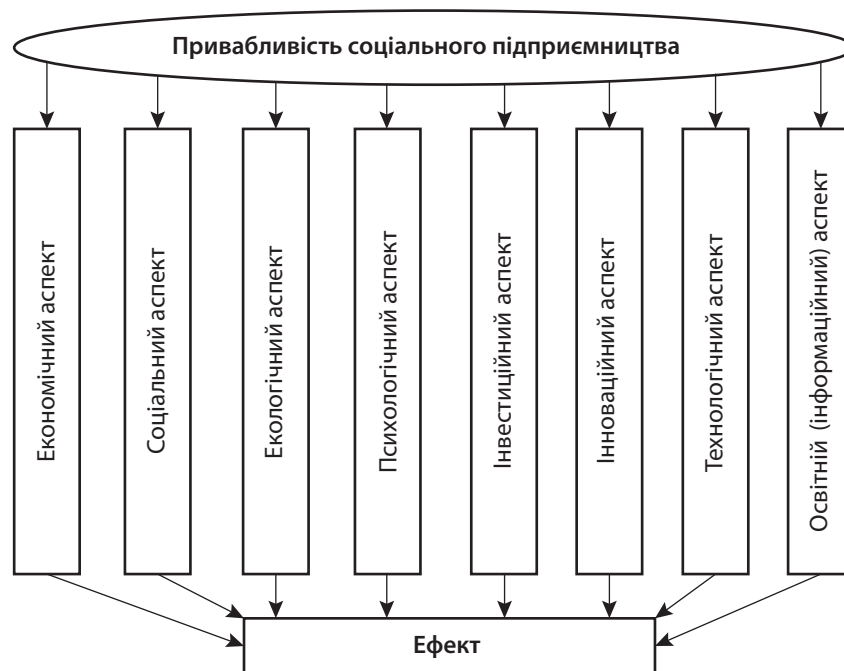 Привабливість соціального підприємництва
Економічний аспект
Соціальний аспект
Екологічний аспект
Психологічний аспект
Інвестиційний аспект
Інноваційний аспект
Технологічний аспект
Освітній (інформаційний) аспект
Ефект